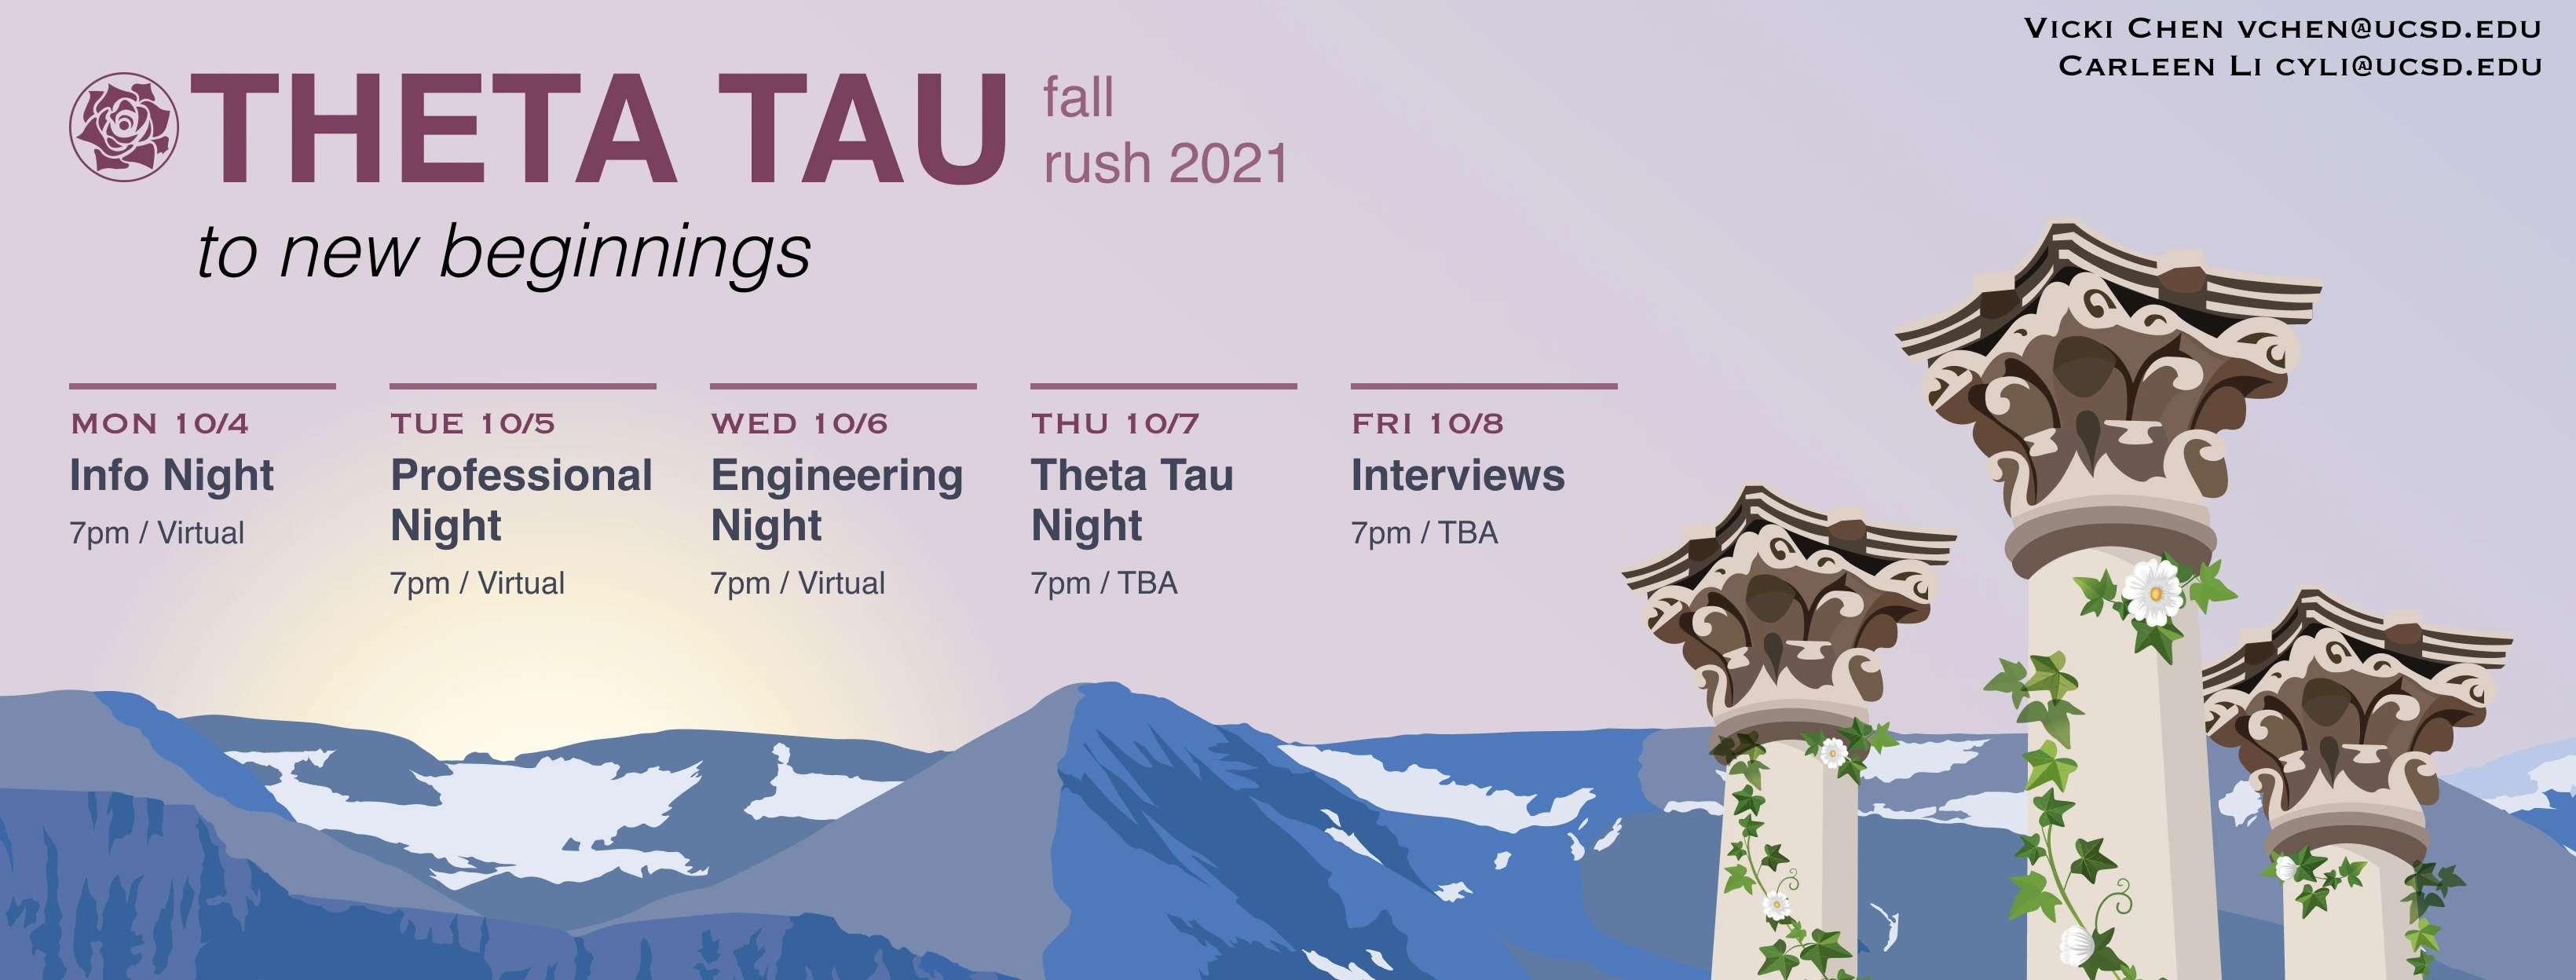 Vicki Chen vchen@ucsd.edu
Carleen Li cyli@ucsd.edu
THETA TAU
fall
rush 2021
to new beginnings
MON 10/4
Info Night
7pm / Virtual
TUE 10/5
Professional
Night
7pm / Virtual
WED 10/6
Engineering
Night
7pm / Virtual
THU 10/7
Theta Tau
Night
7pm / TBA
FRI 10/8
Interviews
7pm / TBA